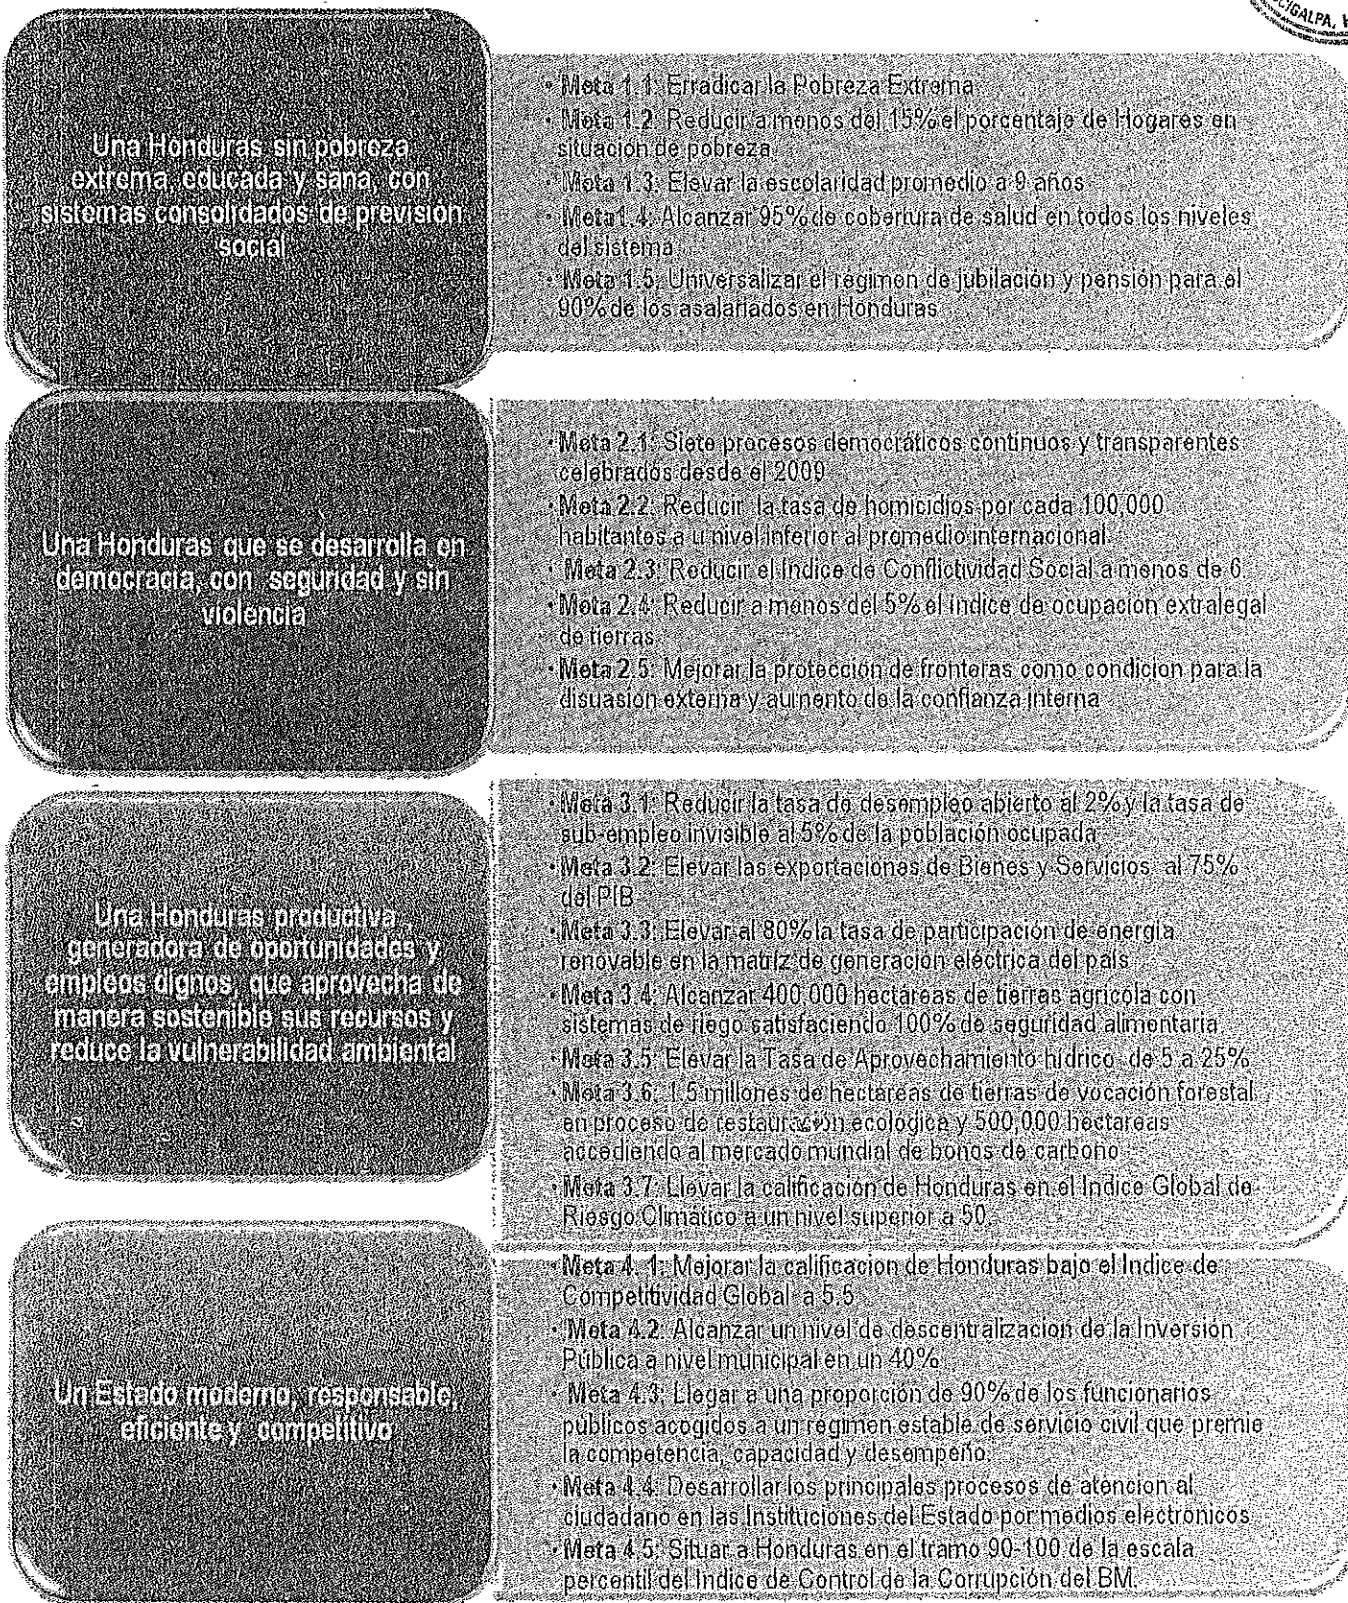 CIGALPA,
Una Honduras sin pobreza
extrema, educada y sana, con
sistemas consolidados de prevision
social
· Meta 1.1: Erradicar la Pobreza Extrema
· Meta 1.2: Reducir a menos del 15% el porcentaje de Hogares en
situación de pobreza.
· Meta 1.3: Elevar la escolaridad promedio a 9 años
· Meta1.4: Alcanzar 95% de cobertura de salud en todos los niveles
del sistema
· Meta 1.5: Universalizar el régimen de jubilación y pensión para el
90% de los asalariados en Honduras
Una Honduras que se desarrolla en
democracia, con seguridad y sin
violencia
· Meta 2.1: Siete procesos democráticos continuos y transparentes
celebrados desde el 2009
· Meta 2.2: Reducir la tasa de homicidios por cada 100,000
habitantes a u nivel inferior al promedio internacional.
· Meta 2.3: Reducir el Indice de Conflictividad Social a menos de 6
· Meta 2.4: Reducir a menos del 5% el índice de ocupación extralegal
de tierras.
· Meta 2.5: Mejorar la protección de fronteras como condicion para la
disuasión externa y aumento de la confianza interna
Una Honduras productiva,
generadora de oportunidades y
empleos dignos, que aprovecha de
manera sostenible sus recursos y
reduce la vulnerabilidad ambiental
· Meta 3.1: Reducir la tasa de desempleo abierto al 2% y la tasa de
sub-empleo invisible al 5% de la población ocupada
· Meta 3.2: Elevar las exportaciones de Bienes y Servicios al 75%
del PIB
· Meta 3.3: Elevar al 80% la tasa de participación de energía
renovable en la matriz de generación eléctrica del país
· Meta 3.4: Alcanzar 400,000 hectáreas de tierras agrícola con
sistemas de riego satisfaciendo 100% de seguridad alimentaria
· Meta 3.5: Elevar la Tasa de Aprovechamiento hídrico de 5 a 25%
· Meta 3.6: 1.5 millones de hectáreas de tierras de vocación forestal
en proceso de restauración ecologica y 500,000 hectareas
accediendo al mercado mundial de bonos de carbono
· Meta 3.7: Llevar la calificación de Honduras en el Indice Global de
Riesgo Climático a un nivel superior a 50.
Un Estado moderno, responsable,
eficiente y competitivo
· Meta 4. 1: Mejorar la calificacion de Honduras bajo el Indice de
Competitividad Global a 5.5
· Meta 4.2: Alcanzar un nivel de descentralizacion de la Inversión
Pública a nivel municipal en un 40%
Meta 4.3: Llegar a una proporción de 90% de los funcionarios
públicos acogidos a un régimen estable de servicio civil que premie
la competencia, capacidad y desempeño.
· Meta 4.4: Desarrollar los principales procesos de atencion al
ciudadano en las Instituciones del Estado por medios electrónicos
· Meta 4.5: Situar a Honduras en el tramo 90-100 de la escala
percentil del Indice de Control de la Corrupción del BM.